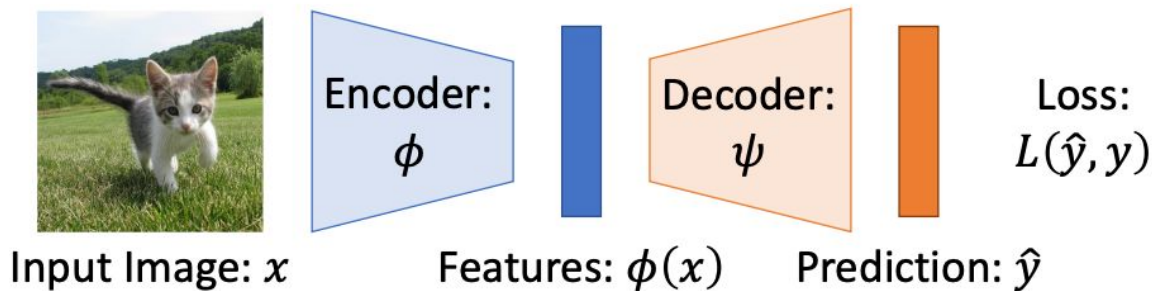 Encoder:
ϕ
Decoder:
ψ
Loss:
L(ŷ, y)
Input Image: x
Features: ϕ(x)
Prediction: ŷ